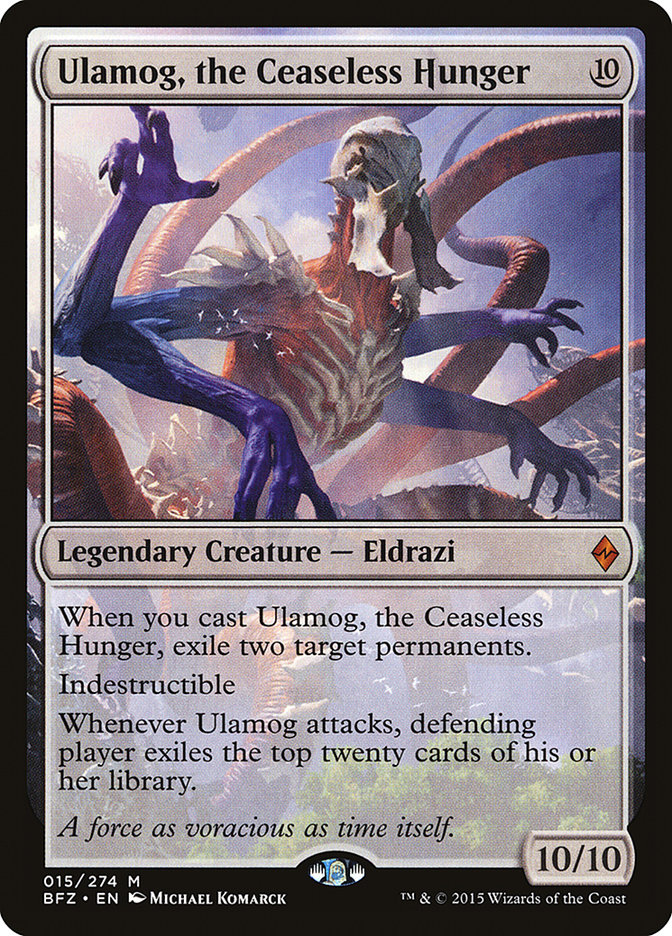 Ulamog, the Ceaseless Hunger 10
Legendary Creature — Eldrazi
When you cast Ulamog, the Ceaseless
Hunger, exile two target permanents.
Indestructible
Whenever Ulamog attacks, defending
player exiles the top twenty cards of his or
her library.
A force as voracious as time itself.
10/10
015/274 M
BFZ • EN Michael Komarck
™ & © 2015 Wizards of the Coast